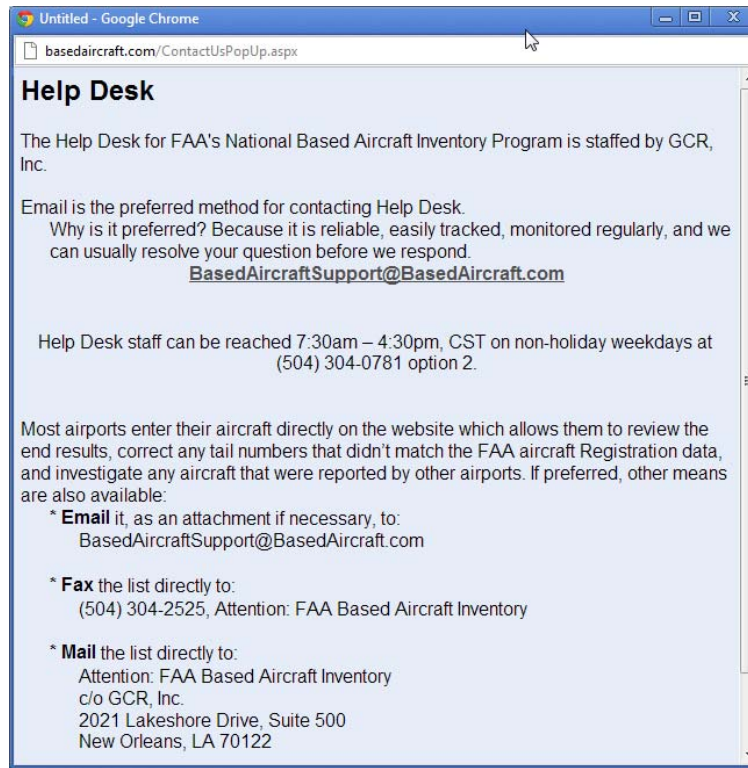 Untitled - Google Chrome
basedaircraft.com/ContactUsPopUp.aspx
Help Desk
The Help Desk for FAA's National Based Aircraft Inventory Program is staffed by GCR,
Inc.
Email is the preferred method for contacting Help Desk.
Why is it preferred? Because it is reliable, easily tracked, monitored regularly, and we
can usually resolve your question before we respond.
BasedAircraftSupport@BasedAircraft.com
Help Desk staff can be reached 7:30am – 4:30pm, CST on non-holiday weekdays at
(504) 304-0781 option 2.
Most airports enter their aircraft directly on the website which allows them to review the
end results, correct any tail numbers that didn’t match the FAA aircraft Registration data,
and investigate any aircraft that were reported by other airports. If preferred, other means
are also available:
* Email it, as an attachment if necessary, to:
BasedAircraftSupport@BasedAircraft.com
* Fax the list directly to:
(504) 304-2525, Attention: FAA Based Aircraft Inventory
* Mail the list directly to:
Attention: FAA Based Aircraft Inventory
c/o GCR, Inc.
2021 Lakeshore Drive, Suite 500
New Orleans, LA 70122